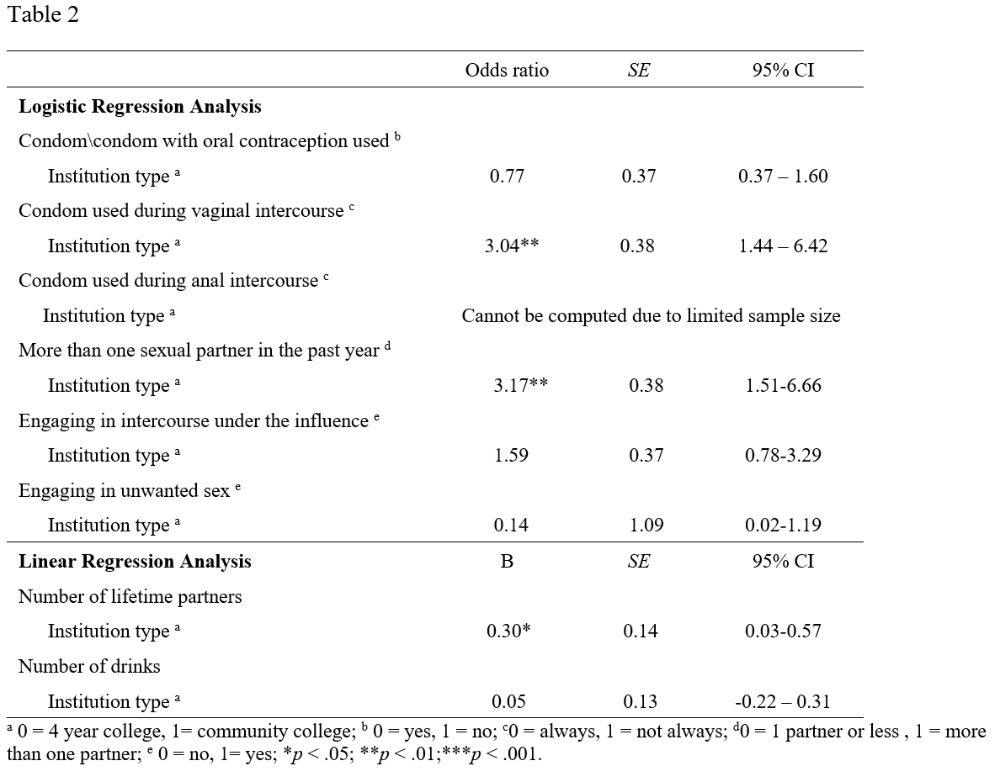 Table 2
Odds ratio SE 95% CI
Logistic Regression Analysis
Condom\condom with oral contraception used b
Institution type a 0.77 0.37 0.37 – 1.60
Condom used during vaginal intercourse c
Institution type a 3.04** 0.38 1.44 – 6.42
Condom used during anal intercourse c
Institution type a Cannot be computed due to limited sample size
More than one sexual partner in the past year d
Institution type a 3.17** 0.38 1.51-6.66
Engaging in intercourse under the influence e
Institution type a 1.59 0.37 0.78-3.29
Engaging in unwanted sex e
Institution type a 0.14 1.09 0.02-1.19
Linear Regression Analysis B SE 95% CI
Number of lifetime partners
Institution type a 0.30* 0.14 0.03-0.57
Number of drinks
Institution type a 0.05 0.13 -0.22 – 0.31
a 0 = 4 year college, 1= community college; b 0 = yes, 1 = no; c0 = always, 1 = not always; d0 = 1 partner or less , 1 = more
than one partner; e 0 = no, 1= yes; *p < .05; **p < .01;***p < .001.